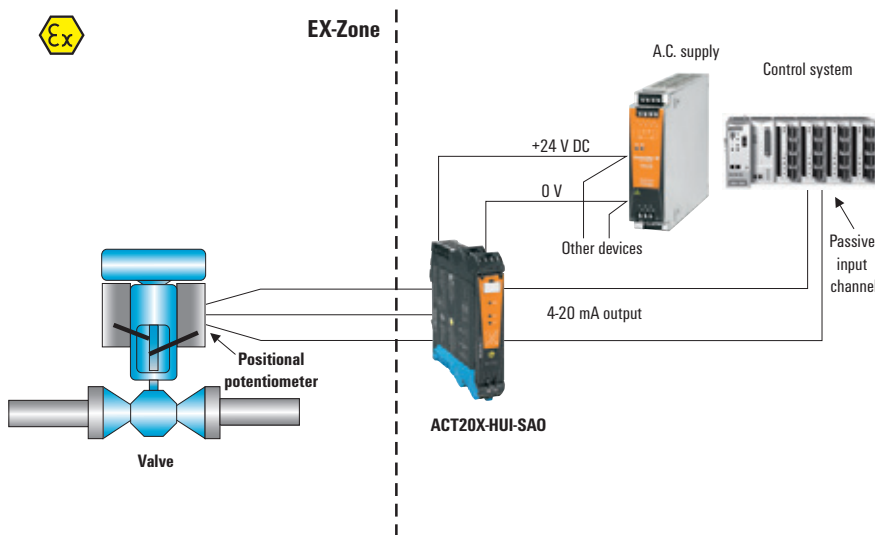 Ex
EX-Zone
A.C. supply
Control system
+24 V DC
0 V
Other devices
Passive
input
channel
4-20 mA output
Positional
potentiometer
ACT20X-HUI-SAO
Valve